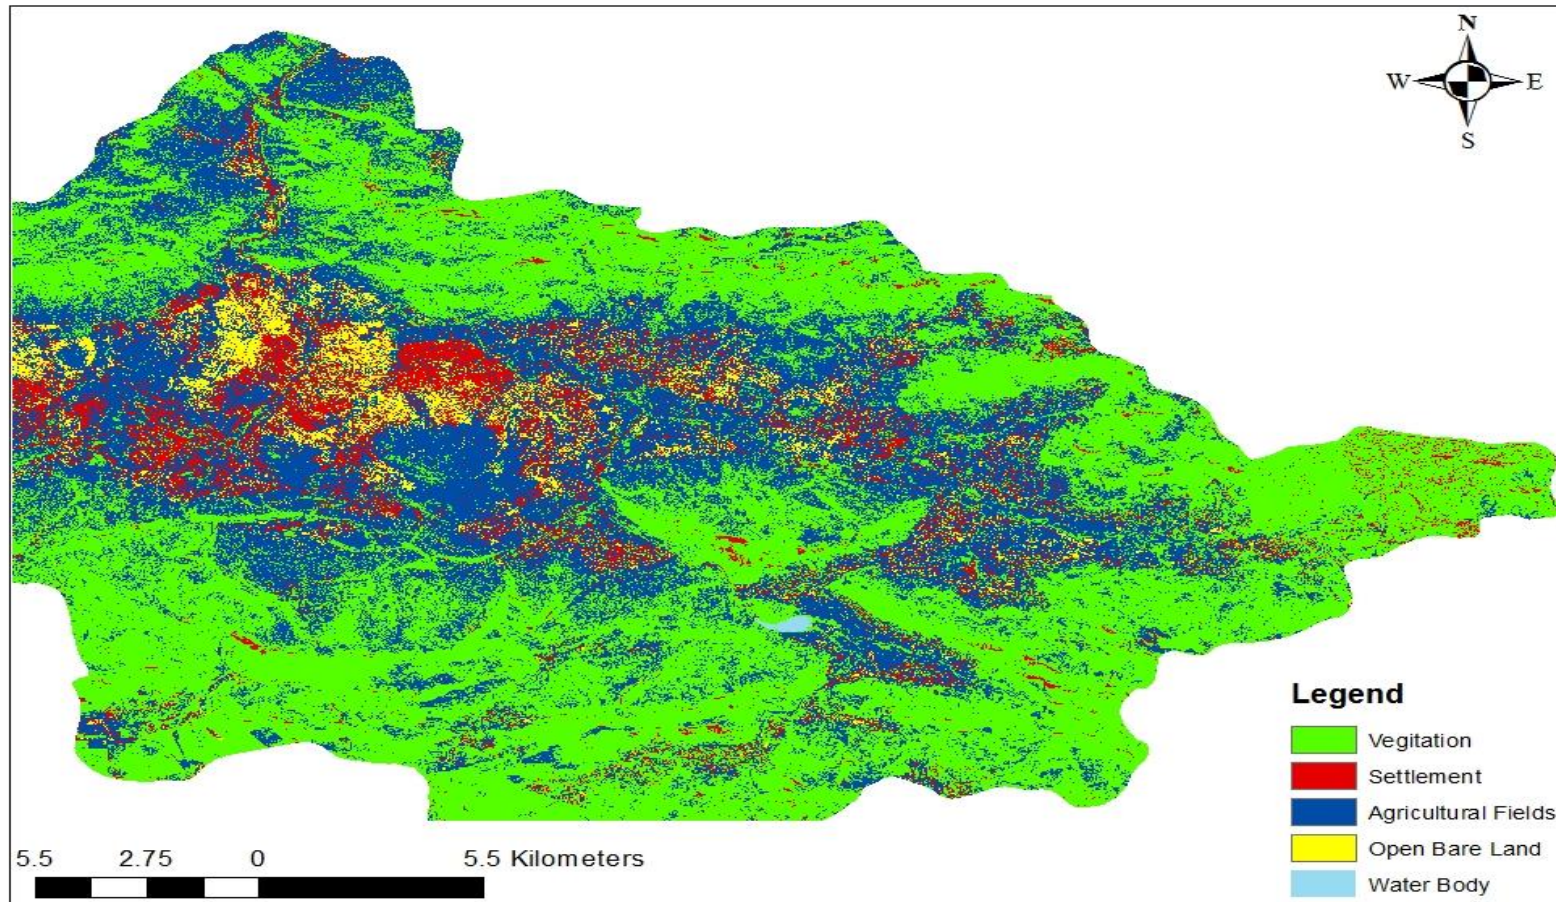 N
W E
S
Legend
Vegitation
Settlement
Agricultural Fields
Open Bare Land
Water Body
5.5 2.75 0 5.5 Kilometers